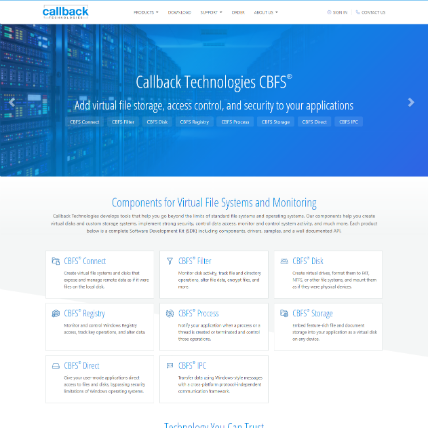 callback
TECHNOLOGIES
PRODUCTS DOWNLOAD SUPPORT ORDER ABOUT US SIGN IN CONTACT US
Callback Technologies CBFS®
Add virtual file storage, access control, and security to your applications
CBFS Connect CBFS Filter CBFS Disk CBFS Registry CBFS Process CBFS Storage CBFS Direct CBFS IPC
Components for Virtual File Systems and Monitoring
Callback Technologies develops tools that help you go beyond the limits of standard file systems and operating systems. Our components help you create
virtual disks and custom storage systems, implement strong security, control data access, monitor and control system activity, and much more. Each product
below is a complete Software Development Kit (SDK) including components, drivers, samples, and a well documented API.
CBFS® Connect
Create virtual file systems and disks that
expose and manage remote data as if it were
files on the local disk.
CBFS® Filter
Monitor disk activity, track file and directory
operations, alter file data, encrypt files, and
more.
CBFS® Disk
Create virtual drives, format them to FAT,
NTFS, or other file systems, and mount them
as if they were physical devices.
CBFS® Registry
Monitor and control Windows Registry
access, track key operations, and alter data
CBFS® Process
Notify your application when a process or a
thread is created or terminated and control
those operations.
CBFS® Storage
Embed feature-rich file and document
storage into your application as a virtual disk
on any device.
CBFS® Direct
Give your user mode applications direct
access to files and disks, bypassing security
limitations of Windows operating systems.
CBFS® IPC
Transfer data using Windows-style messages
with a cross-platform protocol-independent
communication framework.
Technology You Can Trust